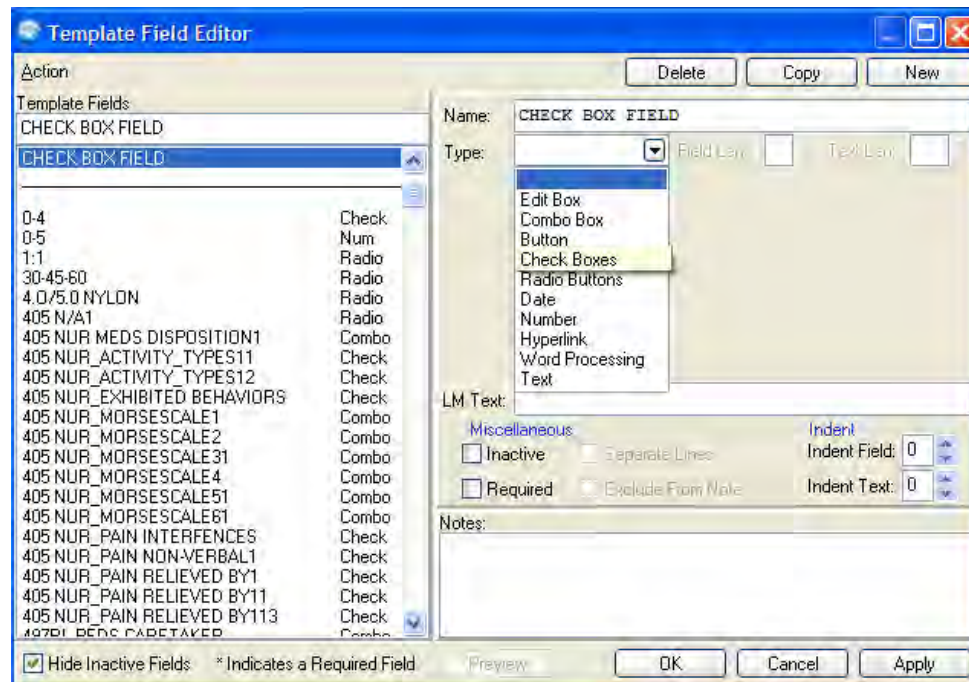 Template Field Editor
Action
Delete Copy New
Template Fields
CHECK BOX FIELD
CHECK BOX FIELD
0-4 Check
0-5 Num
1:1 Radio
30-45-60 Radio
4.0/5.0 NYLON Radio
405 N/A1 Radio
405 NUR MEDS DISPOSITION1 Combo
405 NUR_ACTIVITY_TYPES11 Check
405 NUR_ACTIVITY_TYPES12 Check
405 NUR_EXHIBITED BEHAVIORS Check
405 NUR_MORSESCALE1 Combo
405 NUR_MORSESCALE2 Combo
405 NUR_MORSESCALE31 Combo
405 NUR_MORSESCALE4 Combo
405 NUR_MORSESCALE51 Combo
405 NUR_MORSESCALE61 Combo
405 NUR_PAIN INTERFENCES Check
405 NUR_PAIN NON-VERBAL1 Check
405 NUR_PAIN RELIEVED BY1 Check
405 NUR_PAIN RELIEVED BY11 Check
405 NUR_PAIN RELIEVED BY113 Check
Combo
Name: CHECK BOX FIELD
Type: Field Len: Text Len:
Edit Box
Combo Box
Button
Check Boxes
Radio Buttons
Date
Number
Hyperlink
Word Processing
Text
LM Text:
Miscellaneous Indent
Inactive Separate Lines Indent Field: 0
Required Exclude From Note Indent Text: 0
Notes:
Hide Inactive Fields * Indicates a Required Field Preview OK Cancel Apply